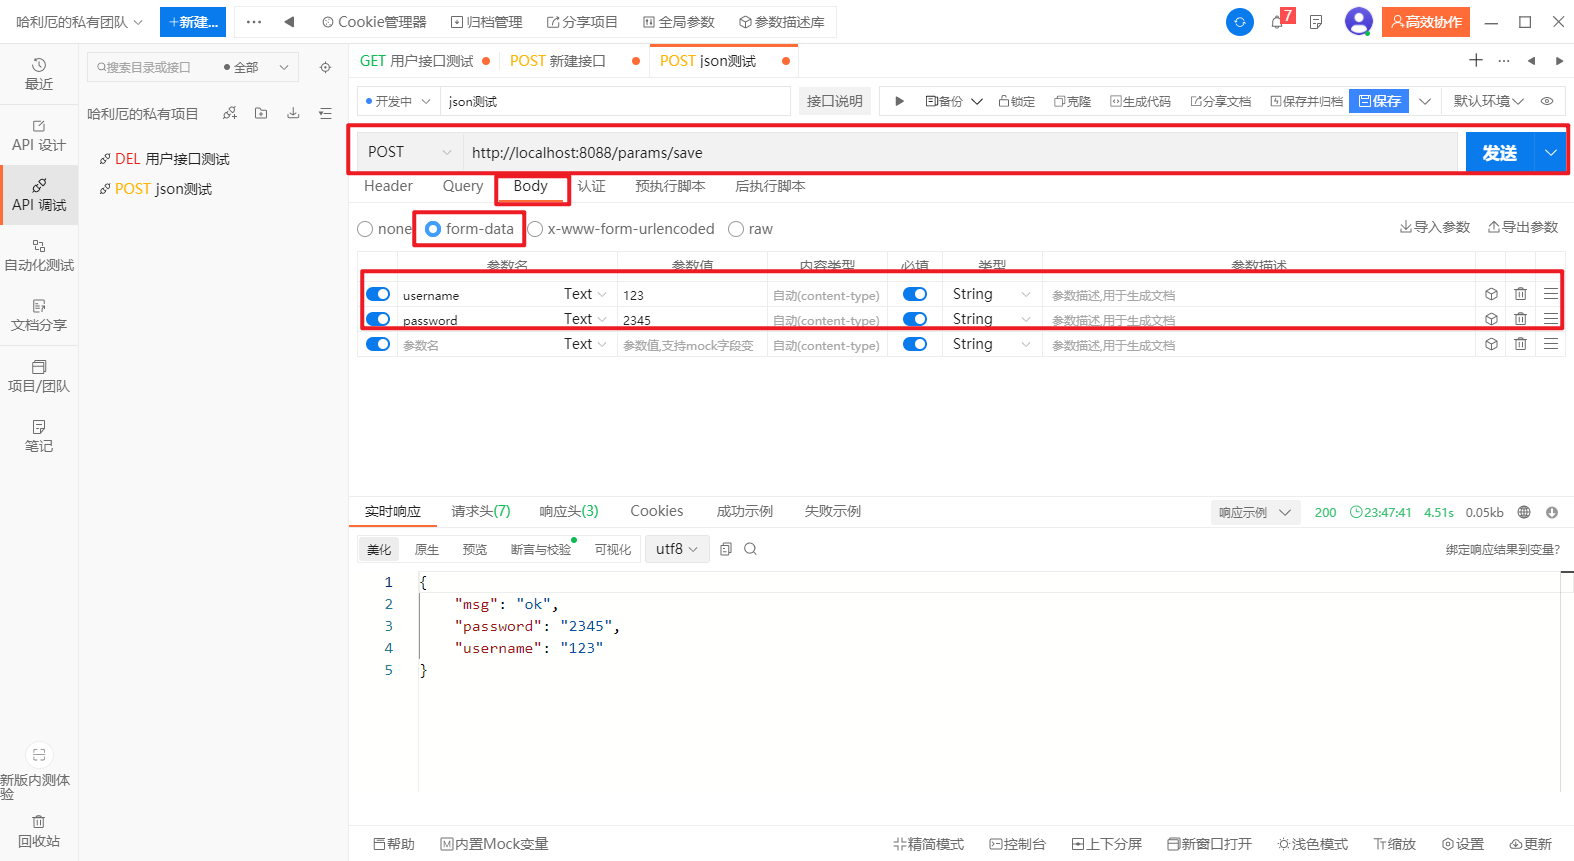 哈利厄的私有团队 +新建... ... Cookie管理器 归档管理 分享项目 全局参数 参数描述库 7 高效协作
最近
API 设计
API 调试
自动化测试
文档分享
项目/团队
笔记
新版内测体验
回收站
搜索目录或接口 全部
哈利厄的私有项目
DEL 用户接口测试
POST json测试
GET 用户接口测试 POST 新建接口 POST json测试
开发中 json测试 接口说明 备份 锁定 克隆 生成代码 分享文档 保存并归档 保存 默认环境
POST http://localhost:8088/params/save 发送
Header Query Body 认证 预执行脚本 后执行脚本
none form-data x-www-form-urlencoded raw 导入参数 导出参数
参数名 参数值 内容类型 必填 类型 参数描述
username Text 123 自动(content-type) String 参数描述,用于生成文档
password Text 2345 自动(content-type) String 参数描述,用于生成文档
参数名 Text 参数值,支持mock字段变 自动(content-type) String 参数描述,用于生成文档
实时响应 请求头(7) 响应头(3) Cookies 成功示例 失败示例 响应示例 200 23:47:41 4.51s 0.05kb
美化 原生 预览 断言与校验 可视化 utf8 绑定响应结果到变量?
1 {
2 "msg": "ok",
3 "password": "2345",
4 "username": "123"
5 }
帮助 内置Mock变量 精简模式 控制台 上下分屏 新窗口打开 浅色模式 Tr缩放 设置 更新